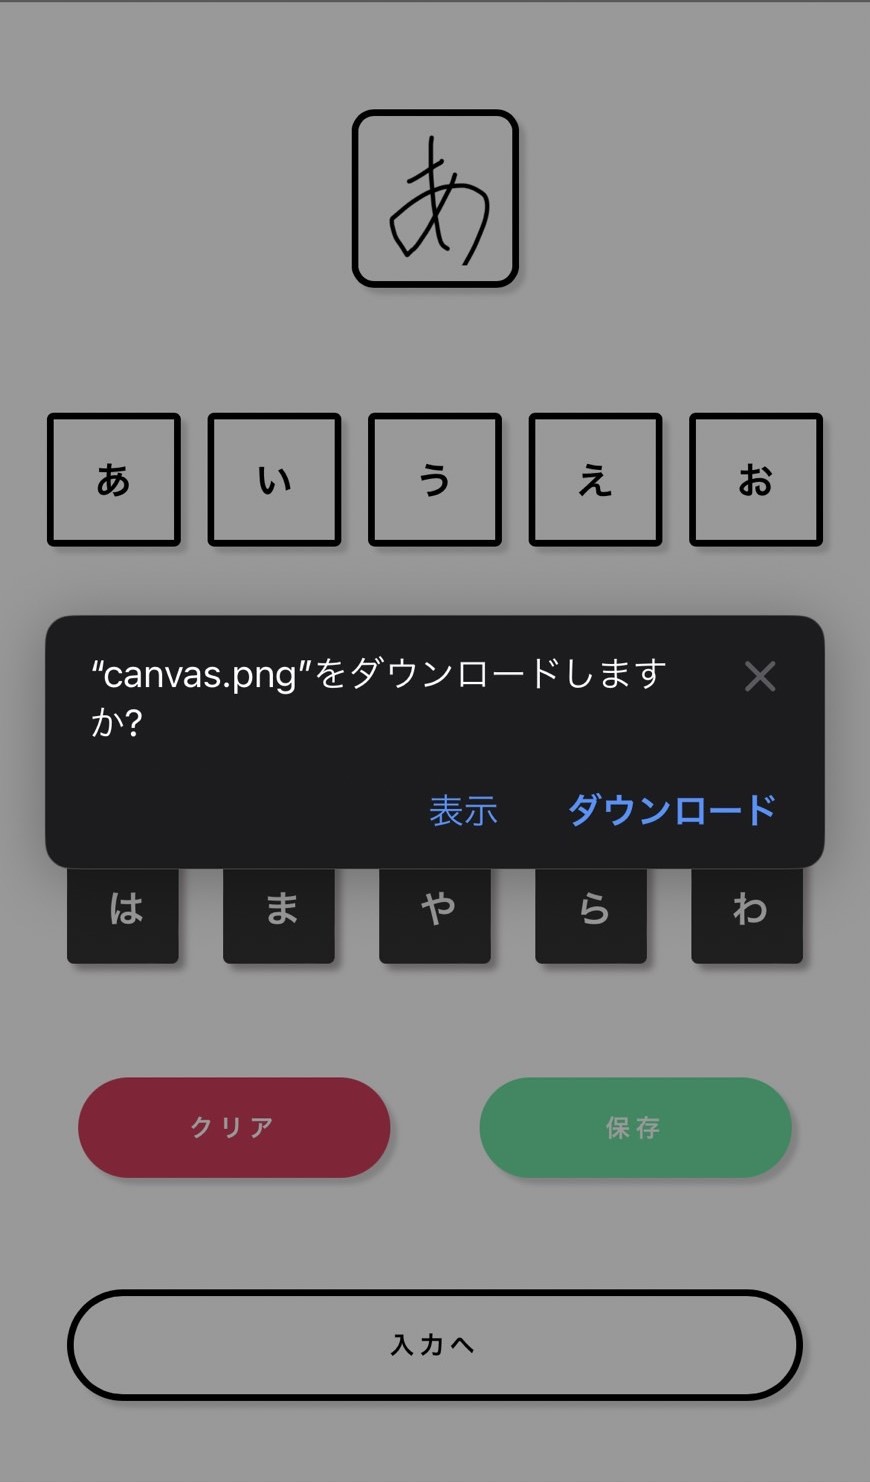 あ
あ い う え お
“canvas.png”をダウンロードします
か?
表示 ダウンロード
は ま や ら わ
クリア 保存
入力へ